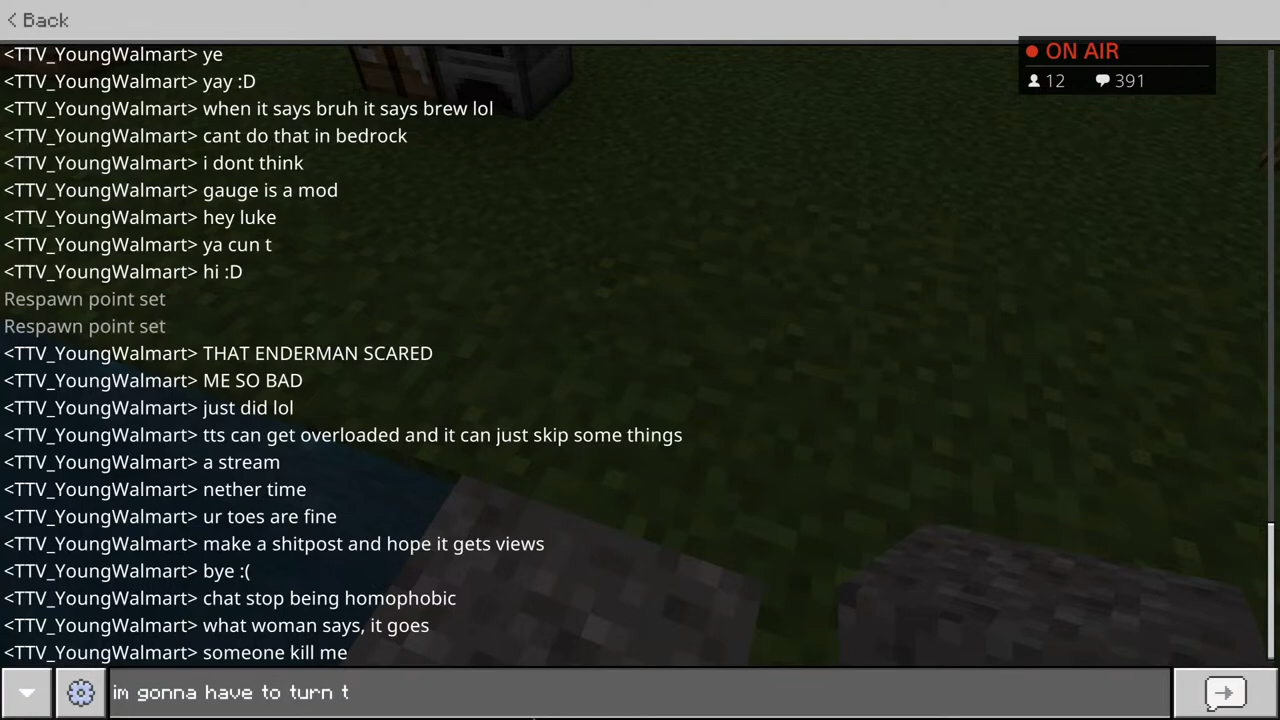 Back
<TTV_YoungWalmart> ye
ON AIR
<TTV_YoungWalmart> yay :D
12 391
<TTV_YoungWalmart> when it says bruh it says brew lol
<TTV_YoungWalmart> cant do that in bedrock
<TTV_YoungWalmart> i dont think
<TTV_YoungWalmart> gauge is a mod
<TTV_YoungWalmart> hey luke
<TTV_YoungWalmart> ya cun t
<TTV_YoungWalmart> hi :D
Respawn point set
Respawn point set
<TTV_YoungWalmart> THAT ENDERMAN SCARED
<TTV_YoungWalmart> ME SO BAD
<TTV_YoungWalmart> just did lol
<TTV_YoungWalmart> tts can get overloaded and it can just skip some things
<TTV_YoungWalmart> a stream
<TTV_YoungWalmart> nether time
<TTV_YoungWalmart> ur toes are fine
<TTV_YoungWalmart> make a shitpost and hope it gets views
<TTV_YoungWalmart> bye :(
<TTV_YoungWalmart> chat stop being homophobic
<TTV_YoungWalmart> what woman says, it goes
<TTV_YoungWalmart> someone kill me
im gonna have to turn t